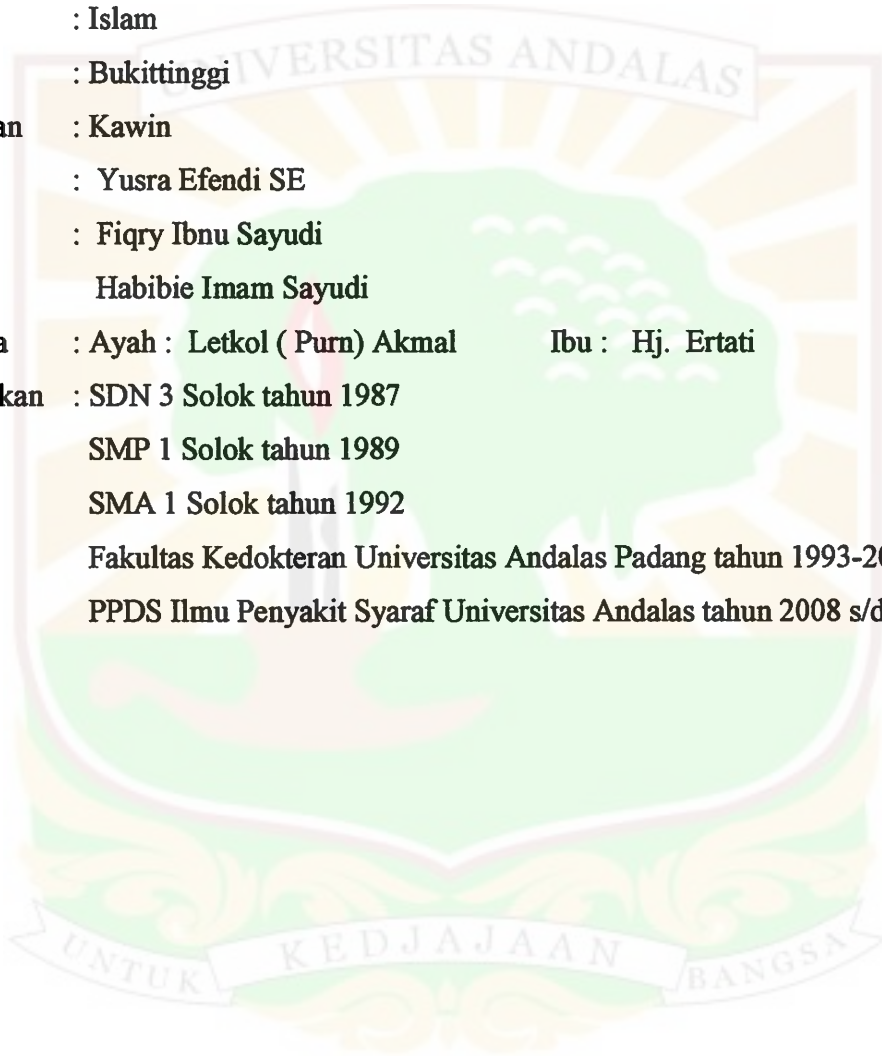 : Islam
UNIVERSITAS ANDALAS
: Bukittinggi
an : Kawin
: Yusra Efendi SE
: Fiqry Ibnu Sayudi
Habibie Imam Sayudi
a : Ayah : Letkol ( Purn) Akmal Ibu : Hj. Ertati
kan : SDN 3 Solok tahun 1987
SMP 1 Solok tahun 1989
SMA 1 Solok tahun 1992
Fakultas Kedokteran Universitas Andalas Padang tahun 1993-20
PPDS Ilmu Penyakit Syaraf Universitas Andalas tahun 2008 s/d
UNTUK KEDJAJAAN BANGSA